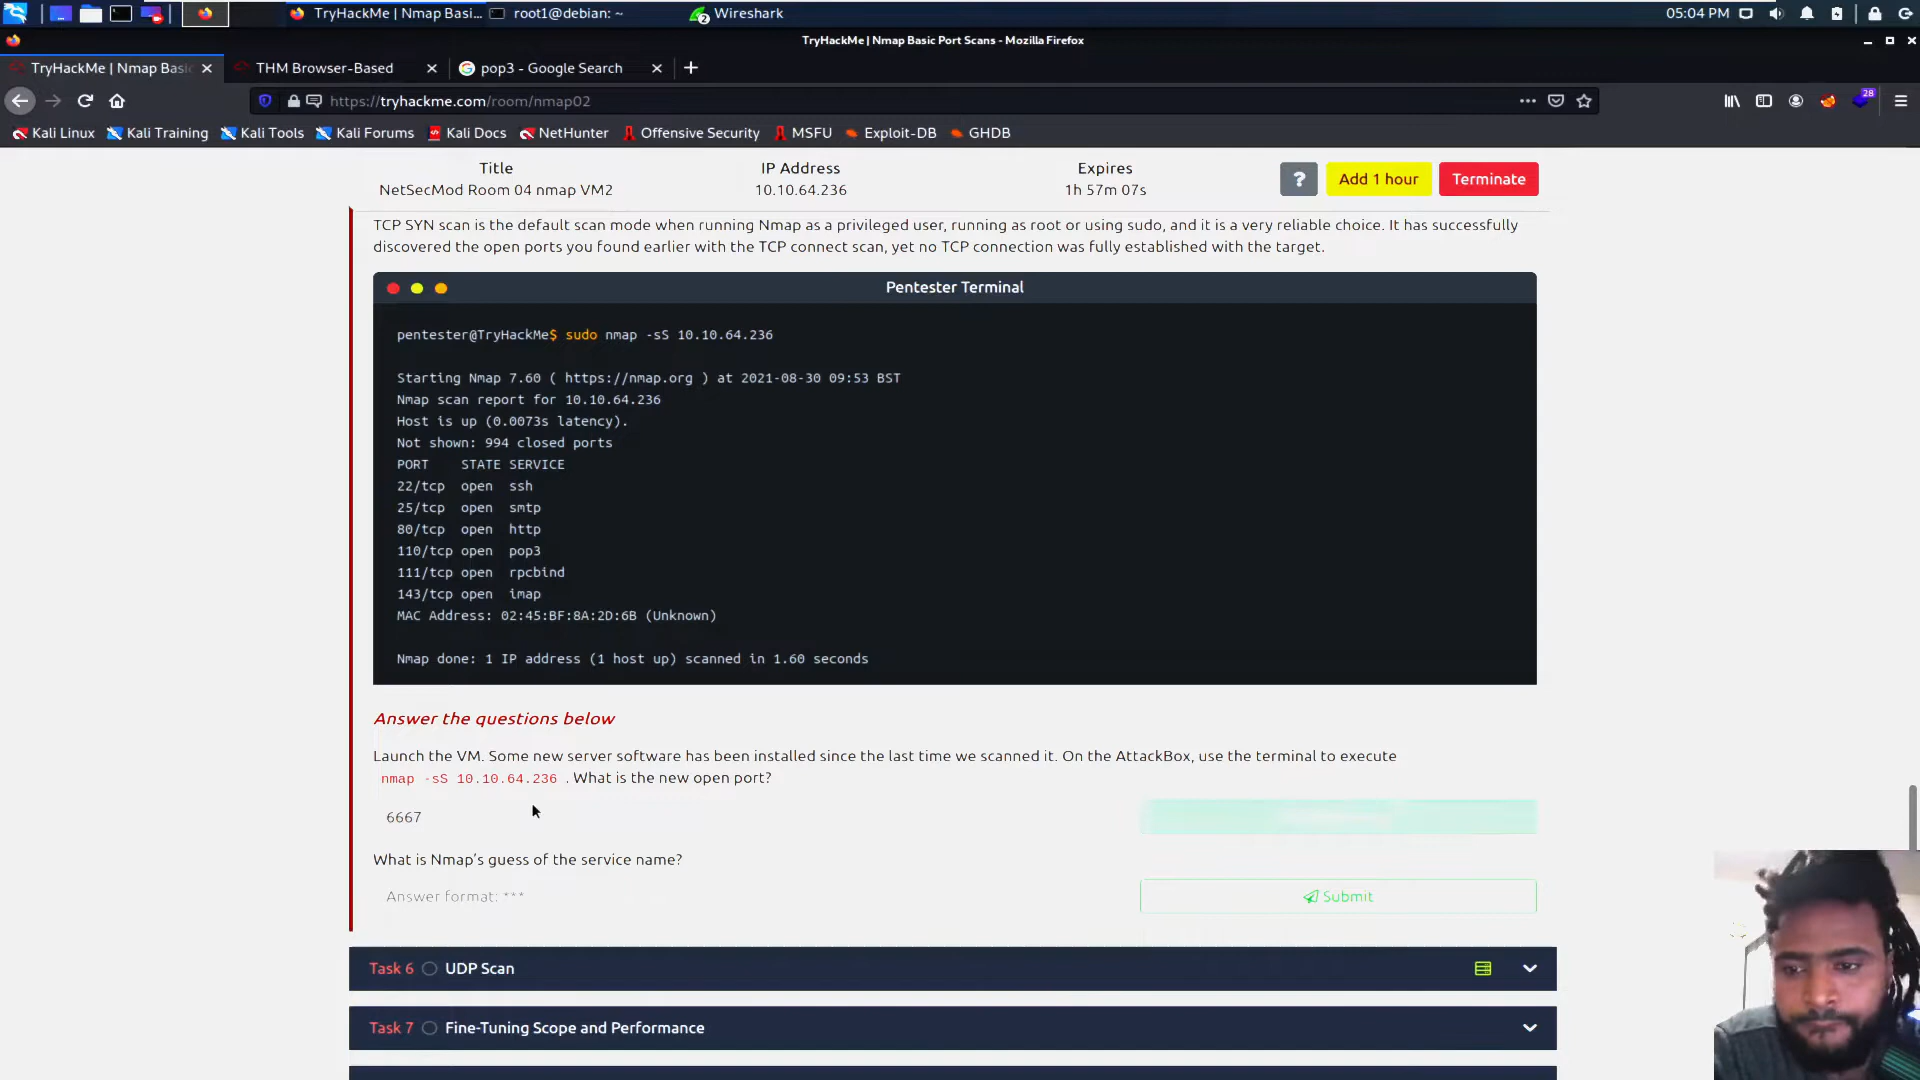 TryHackMe | Nmap Basi...
root1@debian: ~
2
Wireshark
05:04 PM
TryHackMe | Nmap Basic Port Scans - Mozilla Firefox
TryHackMe | Nmap Basi
THM Browser-Based
pop3 - Google Search
https://tryhackme.com/room/nmap02
28
Kali Linux
Kali Training
Kali Tools
Kali Forums
Kali Docs
NetHunter
Offensive Security
MSFU
Exploit-DB
GHDB
Title
IP Address
Expires
NetSecMod Room 04 nmap VM2
10.10.64.236
1h 57m 07s
?
Add 1 hour
Terminate
TCP SYN scan is the default scan mode when running Nmap as a privileged user, running as root or using sudo, and it is a very reliable choice. It has successfully
discovered the open ports you found earlier with the TCP connect scan, yet no TCP connection was fully established with the target.
Pentester Terminal
pentester@TryHackMe$ sudo nmap -sS 10.10.64.236
Starting Nmap 7.60 ( https://nmap.org ) at 2021-08-30 09:53 BST
Nmap scan report for 10.10.64.236
Host is up (0.0073s latency).
Not shown: 994 closed ports
PORT    STATE SERVICE
22/tcp  open  ssh
25/tcp  open  smtp
80/tcp  open  http
110/tcp open  pop3
111/tcp open  rpcbind
143/tcp open  imap
MAC Address: 02:45:BF:8A:2D:6B (Unknown)
Nmap done: 1 IP address (1 host up) scanned in 1.60 seconds
Answer the questions below
Launch the VM. Some new server software has been installed since the last time we scanned it. On the AttackBox, use the terminal to execute
nmap -sS 10.10.64.236 . What is the new open port?
6667
What is Nmap's guess of the service name?
Answer format: ***
Submit
Task 6 UDP Scan
Task 7 Fine-Tuning Scope and Performance